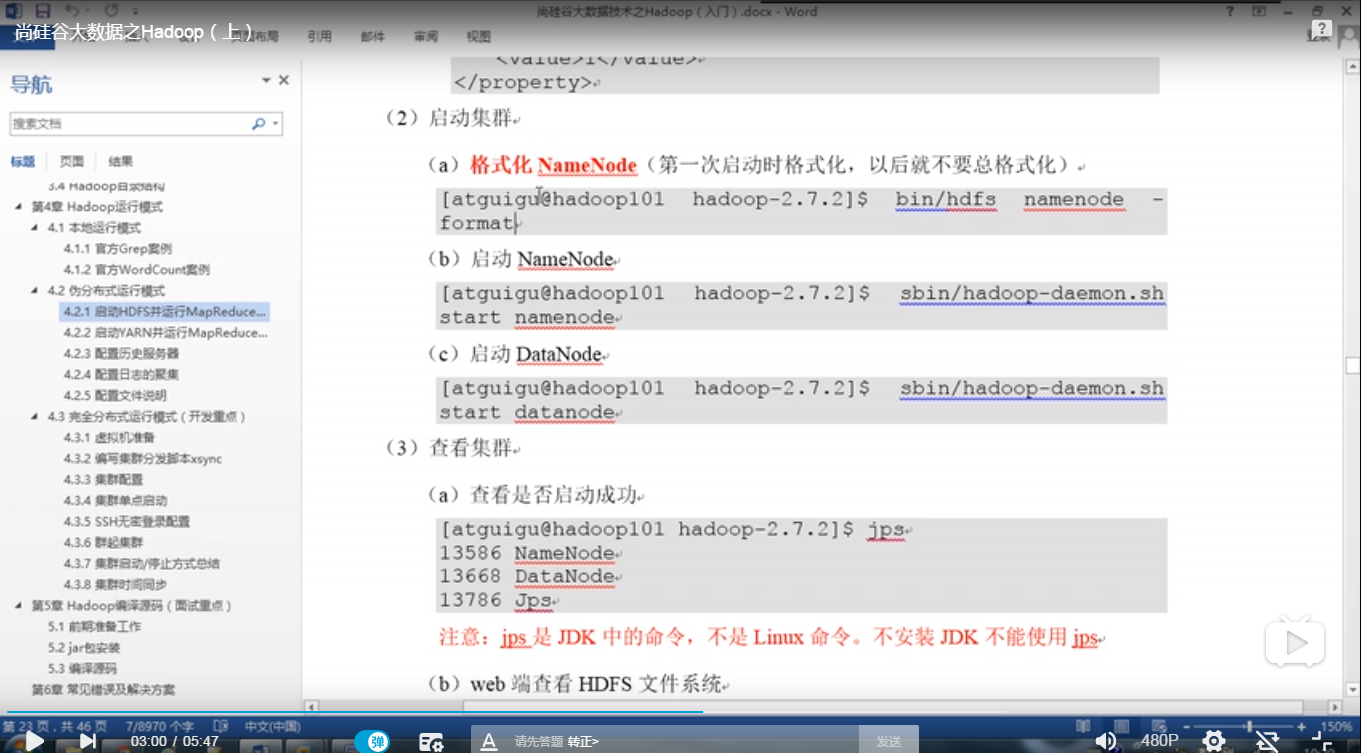 尚硅谷大数据技术之Hadoop（入门）.docx - Word
尚硅谷大数据之Hadoop（上）
布局 引用 邮件 审阅 视图
导航
搜索文档
标题 页面 结果
3.4 Hadoop目录结构
第4章 Hadoop运行模式
4.1 本地运行模式
4.1.1 官方Grep案例
4.1.2 官方WordCount案例
4.2 伪分布式运行模式
4.2.1 启动HDFS并运行MapReduce...
4.2.2 启动YARN并运行MapReduce...
4.2.3 配置历史服务器
4.2.4 配置日志的聚集
4.2.5 配置文件说明
4.3 完全分布式运行模式（开发重点）
4.3.1 虚拟机准备
4.3.2 编写集群分发脚本xsync
4.3.3 集群配置
4.3.4 集群单点启动
4.3.5 SSH无密登录配置
4.3.6 群起集群
4.3.7 集群启动/停止方式总结
4.3.8 集群时间同步
第5章 Hadoop编译源码（面试重点）
5.1 前期准备工作
5.2 jar包安装
5.3 编译源码
第6章 常见错误及解决方案
<value>1</value>
</property>
（2）启动集群
（a）格式化 NameNode（第一次启动时格式化，以后就不要总格式化）
[atguigu@hadoop101 hadoop-2.7.2]$ bin/hdfs namenode -
format
（b）启动 NameNode
[atguigu@hadoop101 hadoop-2.7.2]$ sbin/hadoop-daemon.sh
start namenode
（c）启动 DataNode
[atguigu@hadoop101 hadoop-2.7.2]$ sbin/hadoop-daemon.sh
start datanode
（3）查看集群
（a）查看是否启动成功
[atguigu@hadoop101 hadoop-2.7.2]$ jps
13586 NameNode
13668 DataNode
13786 Jps
注意：jps 是 JDK 中的命令，不是 Linux 命令。不安装 JDK 不能使用 jps
（b）web 端查看 HDFS 文件系统
第 23 页，共 46 页 7/8970 个字 中文(中国) 150%
03:00 / 05:47 弹 请先答题 转正> 发送 480P